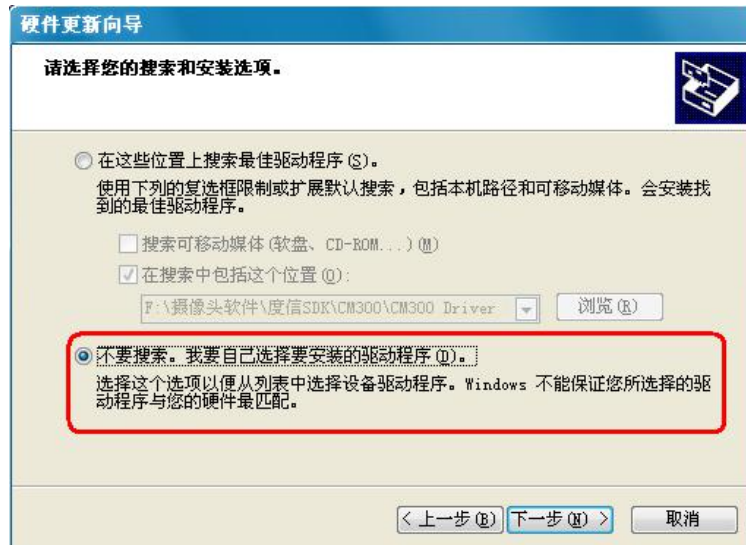 硬件更新向导
请选择您的搜索和安装选项。
在这些位置上搜索最佳驱动程序(S)。
使用下列的复选框限制或扩展默认搜索，包括本机路径和可移动媒体。会安装找
到的最佳驱动程序。
搜索可移动媒体(软盘、CD-ROM...)(M)
在搜索中包括这个位置(O):
F:\摄像头软件\度信SDK\CM300\CM300 Driver
浏览(R)
不要搜索。我要自己选择要安装的驱动程序(D)。
选择这个选项以便从列表中选择设备驱动程序。Windows 不能保证您所选择的驱
动程序与您的硬件最匹配。
< 上一步(B) 下一步(N) > 取消